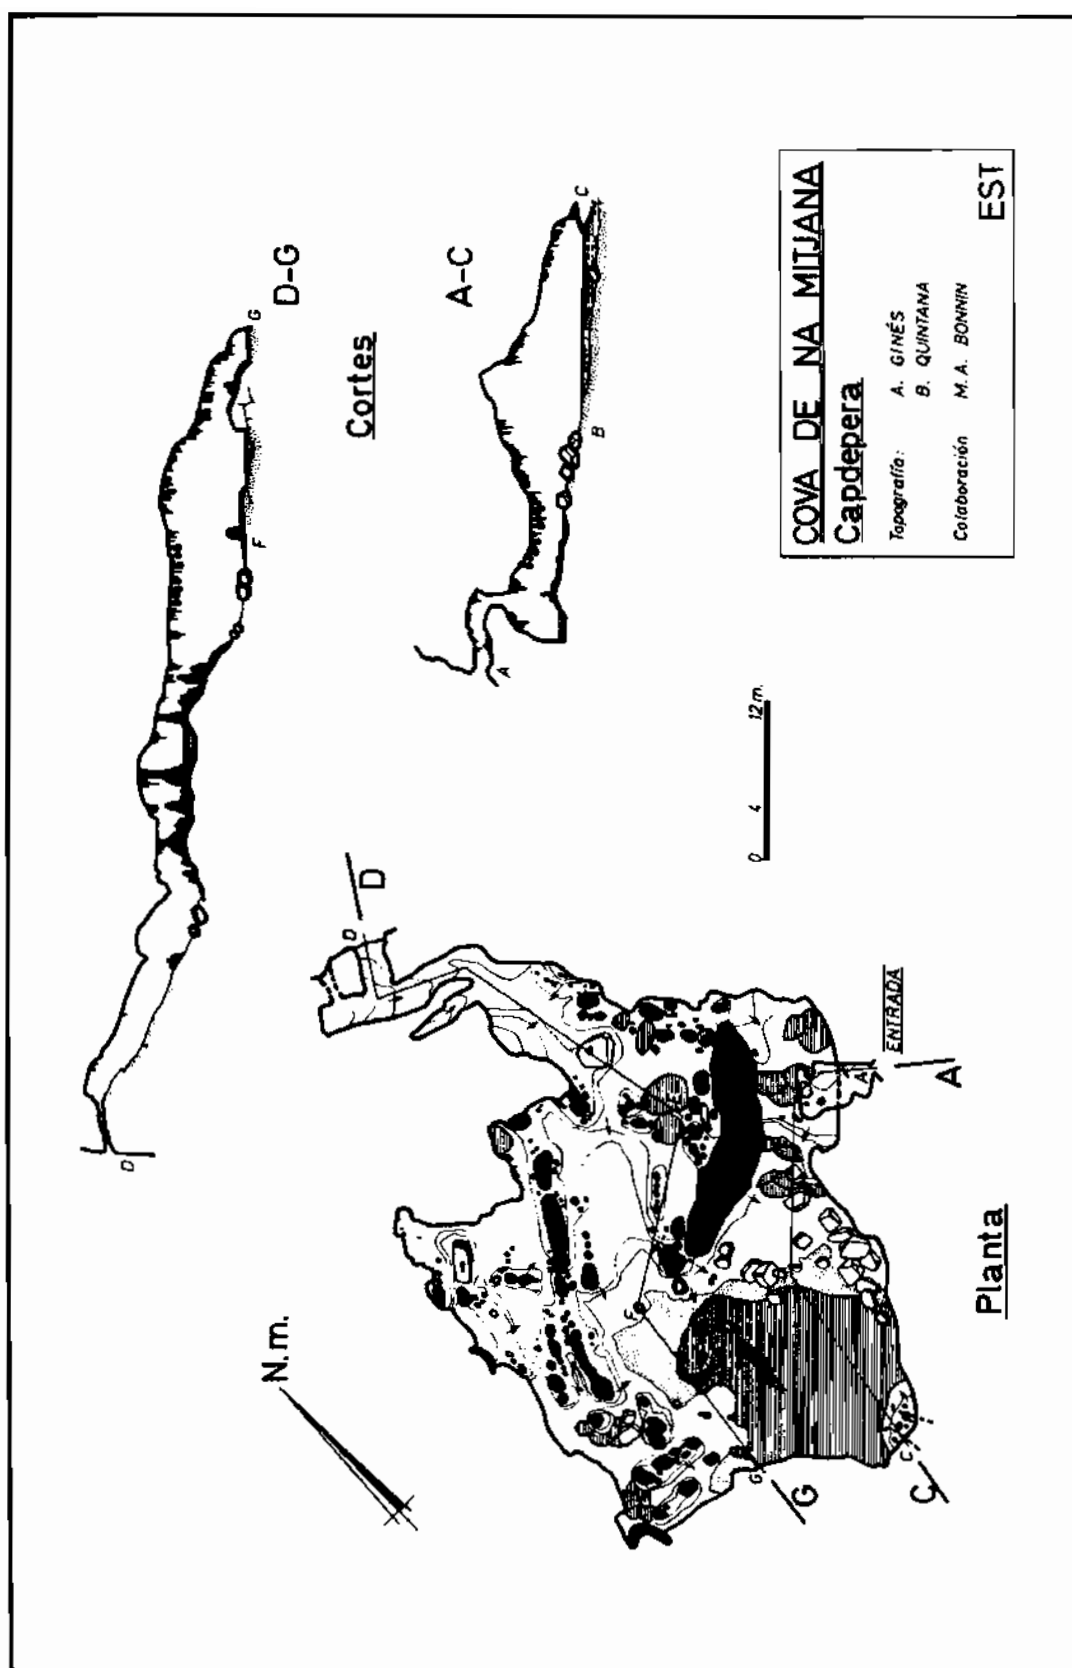 D-G
G
F
D
Cortes
A-C
C
B
A
COVA DE NA MITJANA
Capdepera
Topografía: A. GINÉS
B. QUINTANA
Colaboración M.A. BONNIN
EST
0 4 12 m.
N.m.
D
D
ENTRADA
A
A
F
G
G
C
C
Planta